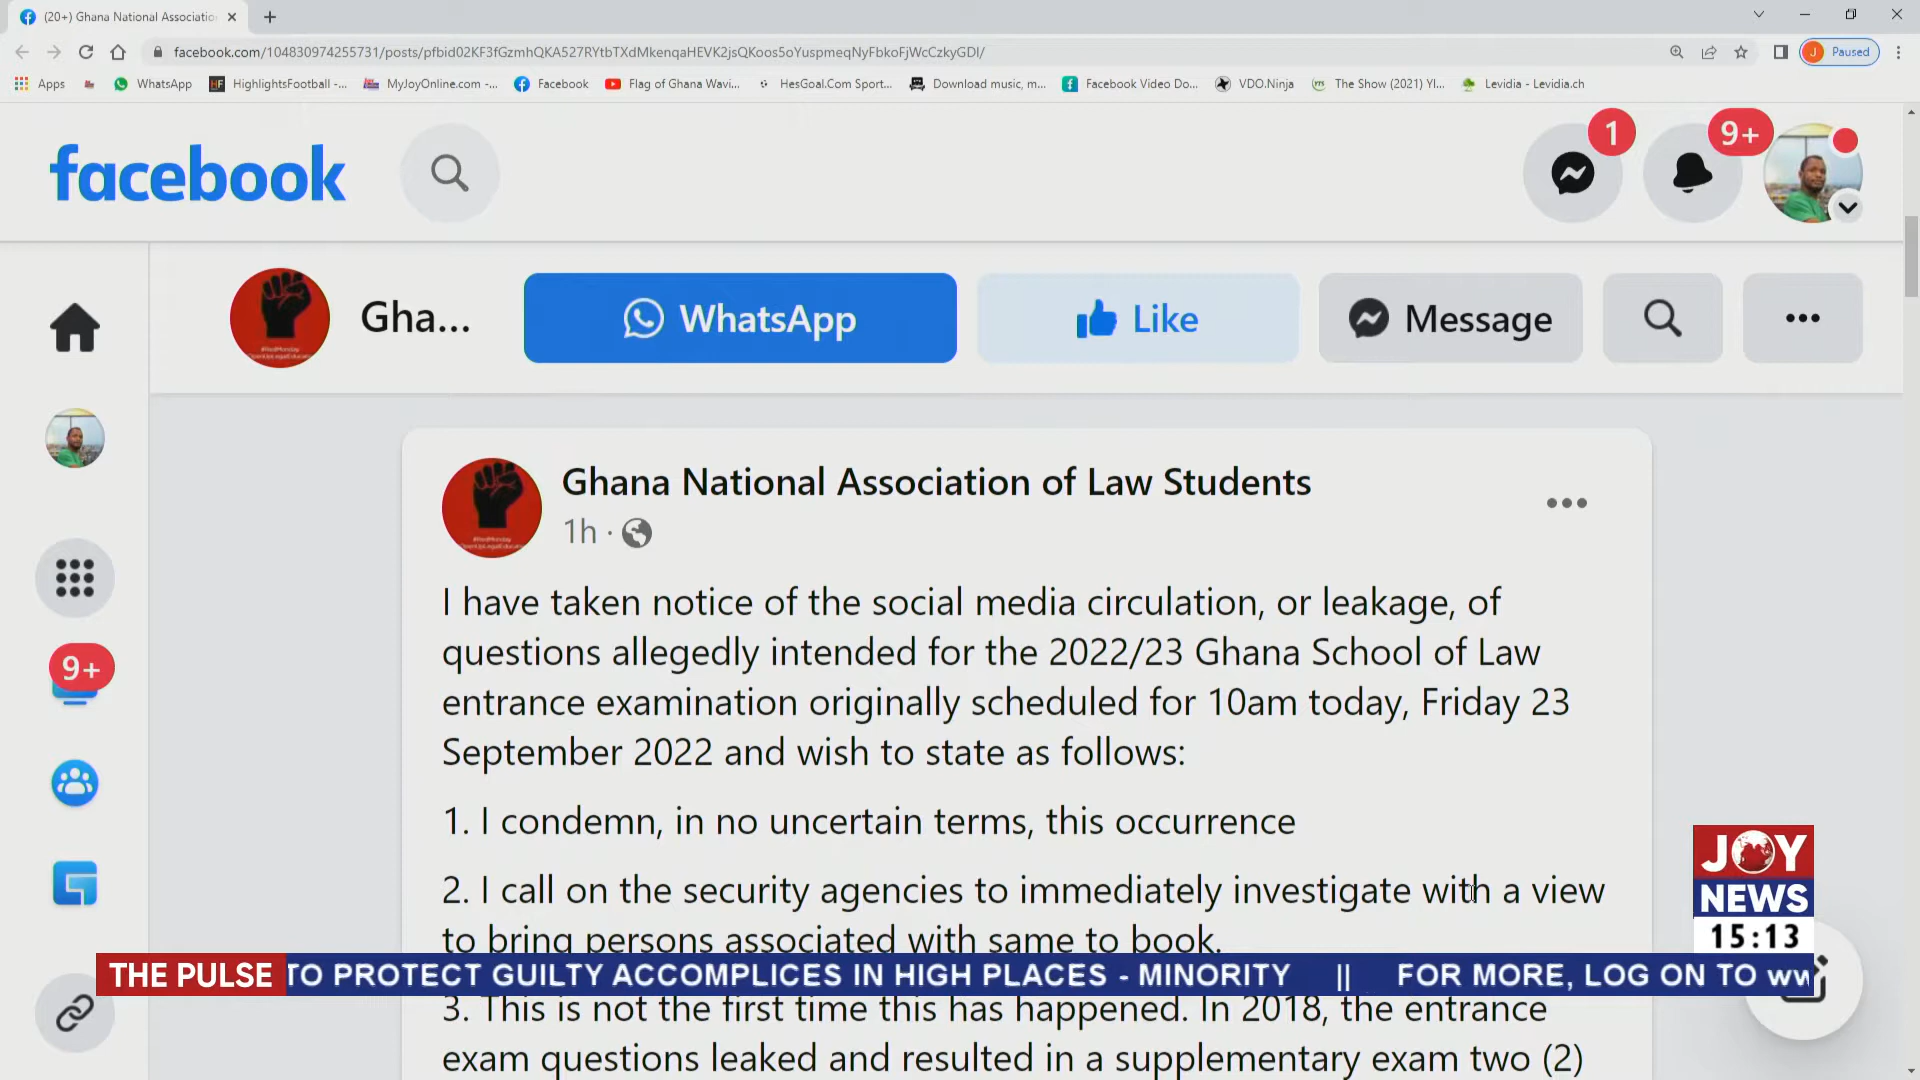 (20+) Ghana National Associatio
facebook.com/104830974255731/posts/pfbid02KF3fGzmhQKA527RYtbTXdMkenqaHEVK2jsQKoos5oYuspmeqNyFbkoFjWcCzkyGDl/
J Paused
Apps WhatsApp HF HighlightsFootball -... MyJoyOnline.com -... Facebook Flag of Ghana Wavi... HesGoal.Com Sport... Download music, m... Facebook Video Do... VDO.Ninja The Show (2021) Yl... Levidia - Levidia.ch
facebook
1
9+
Gha...
WhatsApp
Like
Message
Ghana National Association of Law Students
1h ·
I have taken notice of the social media circulation, or leakage, of
questions allegedly intended for the 2022/23 Ghana School of Law
entrance examination originally scheduled for 10am today, Friday 23
September 2022 and wish to state as follows:
1. I condemn, in no uncertain terms, this occurrence
2. I call on the security agencies to immediately investigate with a view
to bring persons associated with same to book.
3. This is not the first time this has happened. In 2018, the entrance
exam questions leaked and resulted in a supplementary exam two (2)
9+
JOY
NEWS
15:13
THE PULSE
TO PROTECT GUILTY ACCOMPLICES IN HIGH PLACES - MINORITY || FOR MORE, LOG ON TO ww